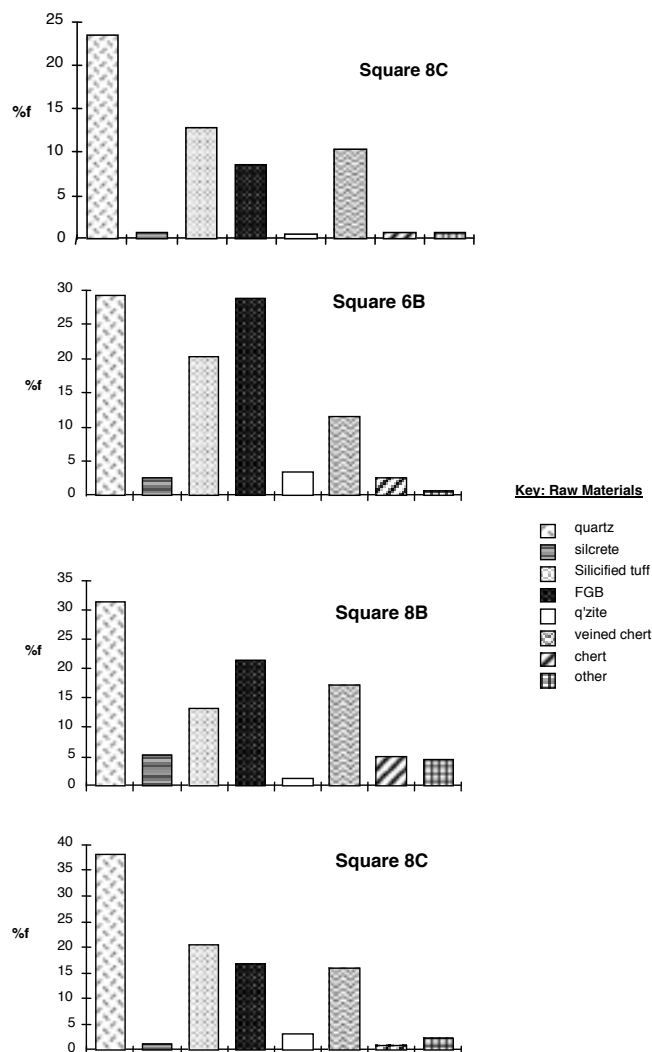 25
20
15
10
5
0
%f
Square 8C
30
25
20
15
10
5
0
%f
Square 6B
Key: Raw Materials
quartz
silcrete
Silicified tuff
FGB
q'zite
veined chert
chert
other
35
30
25
20
15
10
5
0
%f
Square 8B
40
35
30
25
20
15
10
5
0
%f
Square 8C